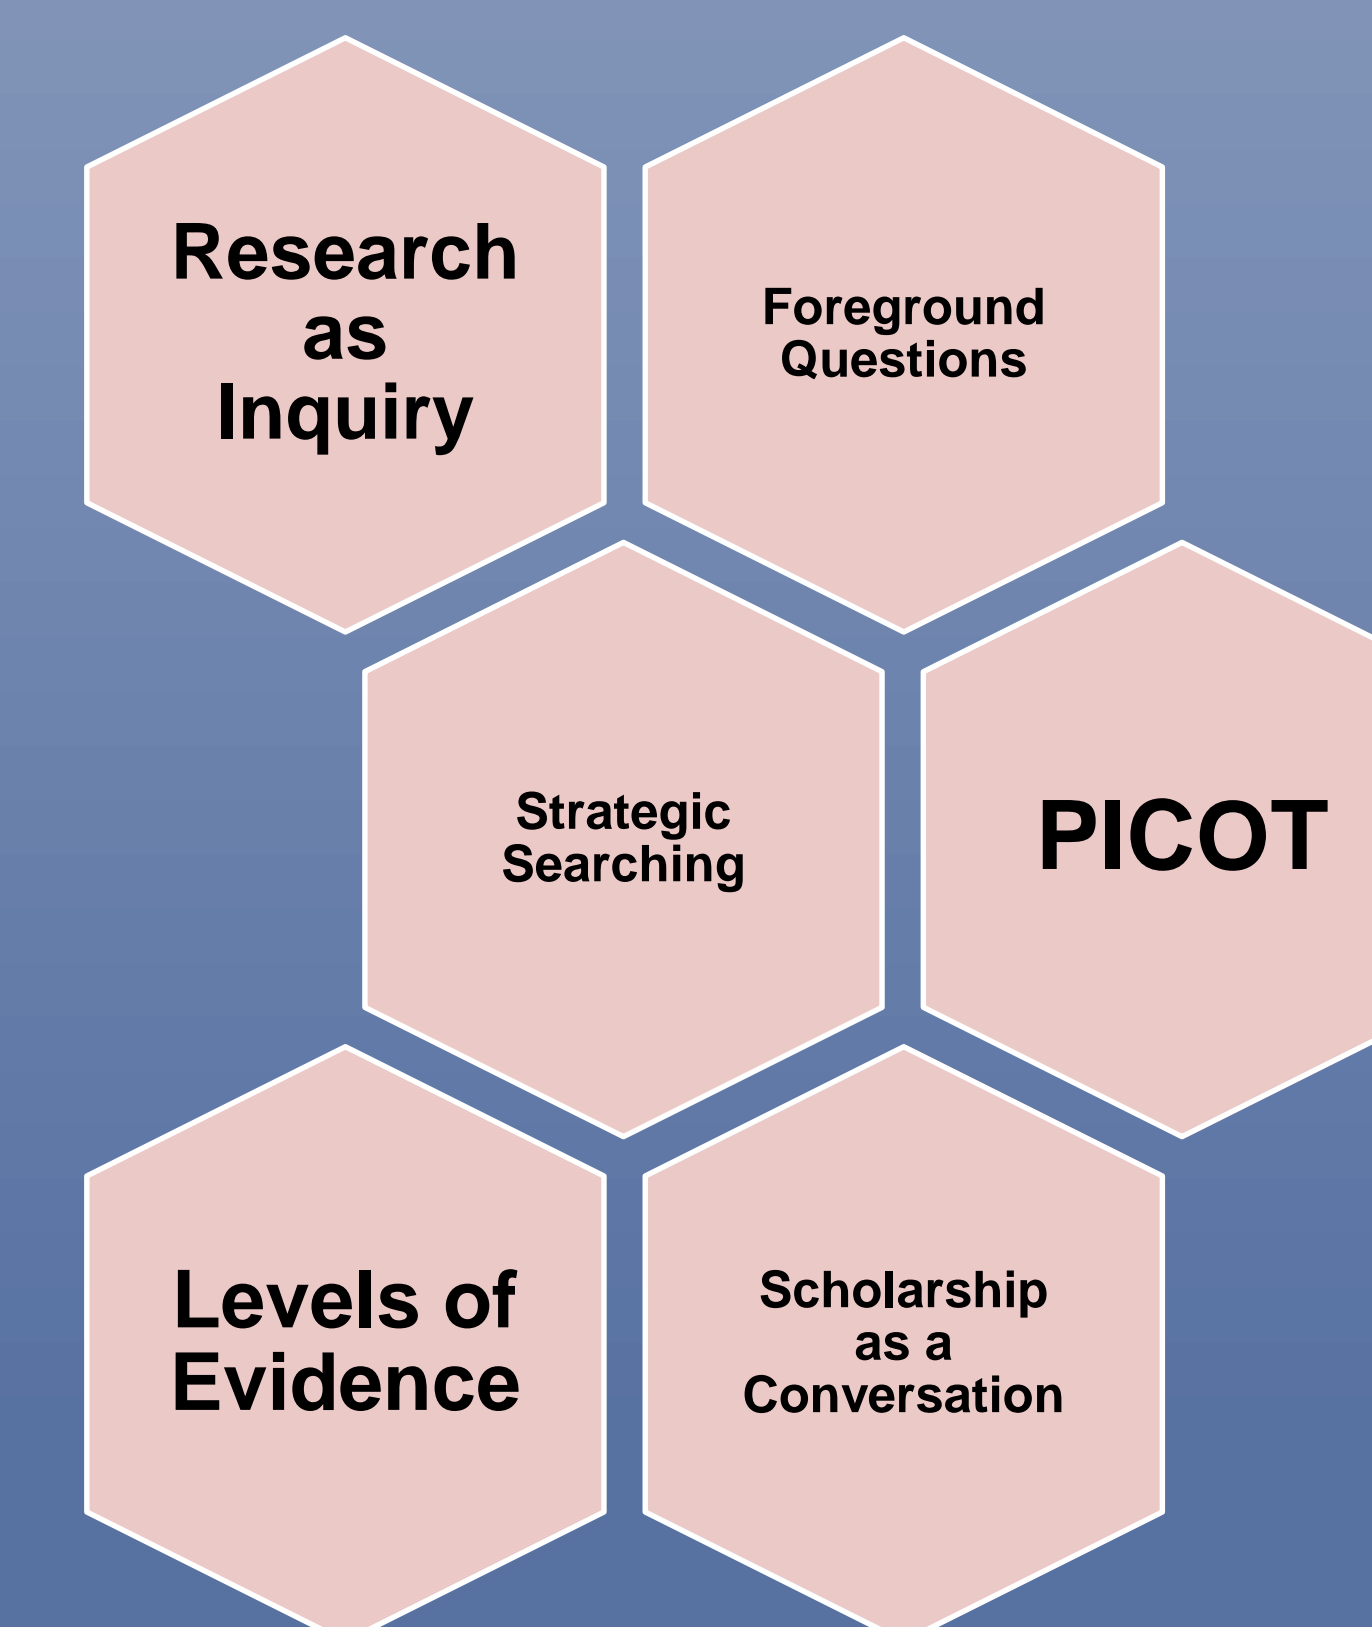 Research
as
Inquiry
Foreground
Questions
Strategic
Searching
PICOT
Levels of
Evidence
Scholarship
as a
Conversation